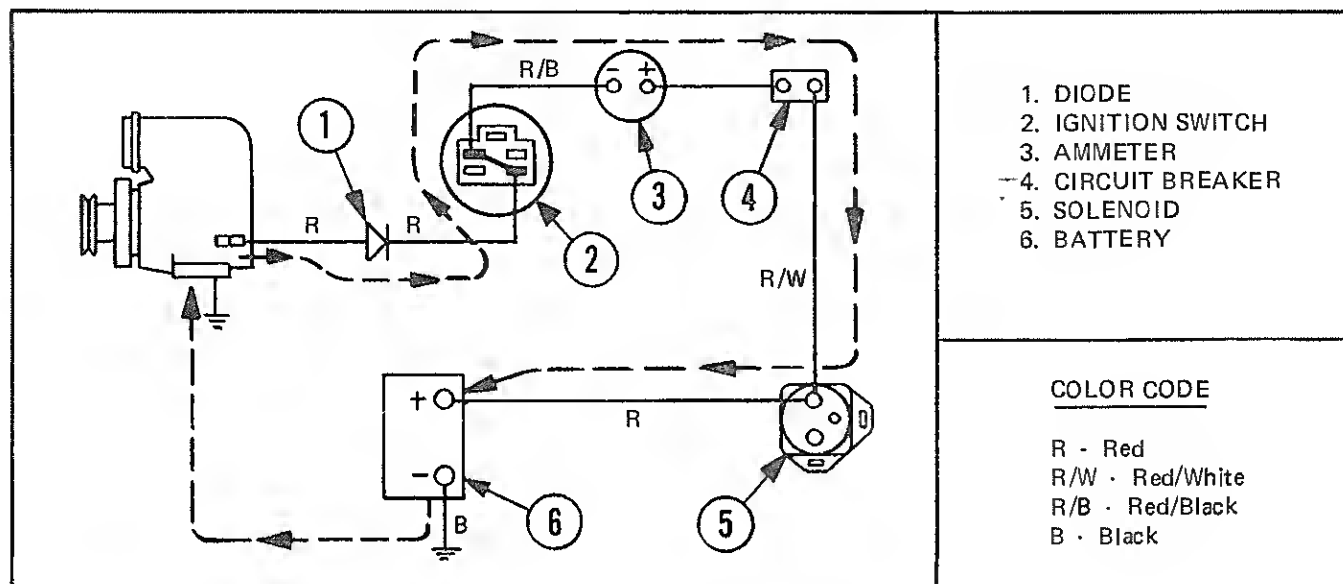 R/B
- +
1
R
R
2
3
4
R/W
+
R
-
B
6
5
1. DIODE
2. IGNITION SWITCH
3. AMMETER
4. CIRCUIT BREAKER
5. SOLENOID
6. BATTERY
COLOR CODE
R - Red
R/W · Red/White
R/B · Red/Black
B · Black